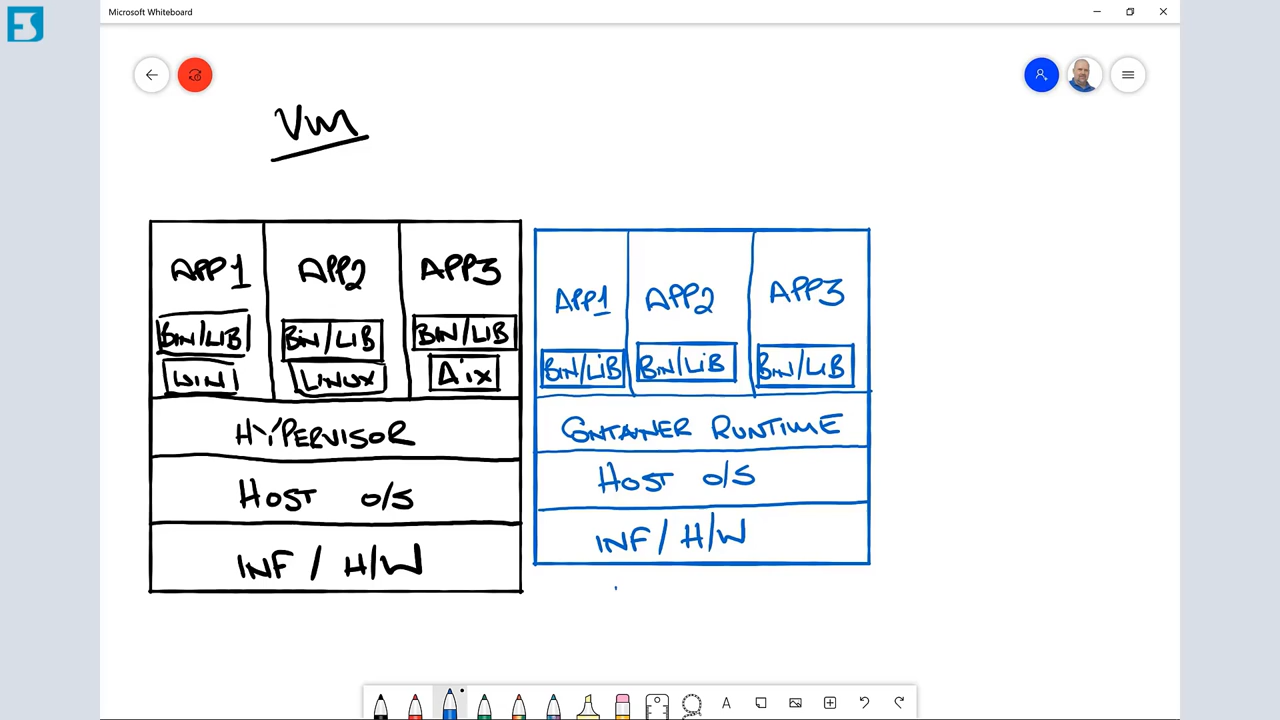 Microsoft Whiteboard
VM
APP1 APP2 APP3
BIN/LIB BIN/LIB BIN/LIB
WIN LINUX AIX
HYPERVISOR
HOST O/S
INF / H/W
APP1 APP2 APP3
BIN/LIB BIN/LIB BIN/LIB
CONTAINER RUNTIME
HOST O/S
INF / H/W
A